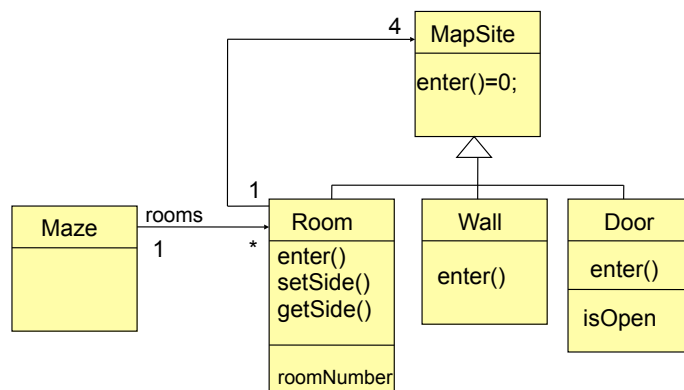 4
MapSite
enter()=0;
1
rooms
Maze
1
*
Room
enter()
setSide()
getSide()
roomNumber
Wall
enter()
Door
enter()
isOpen